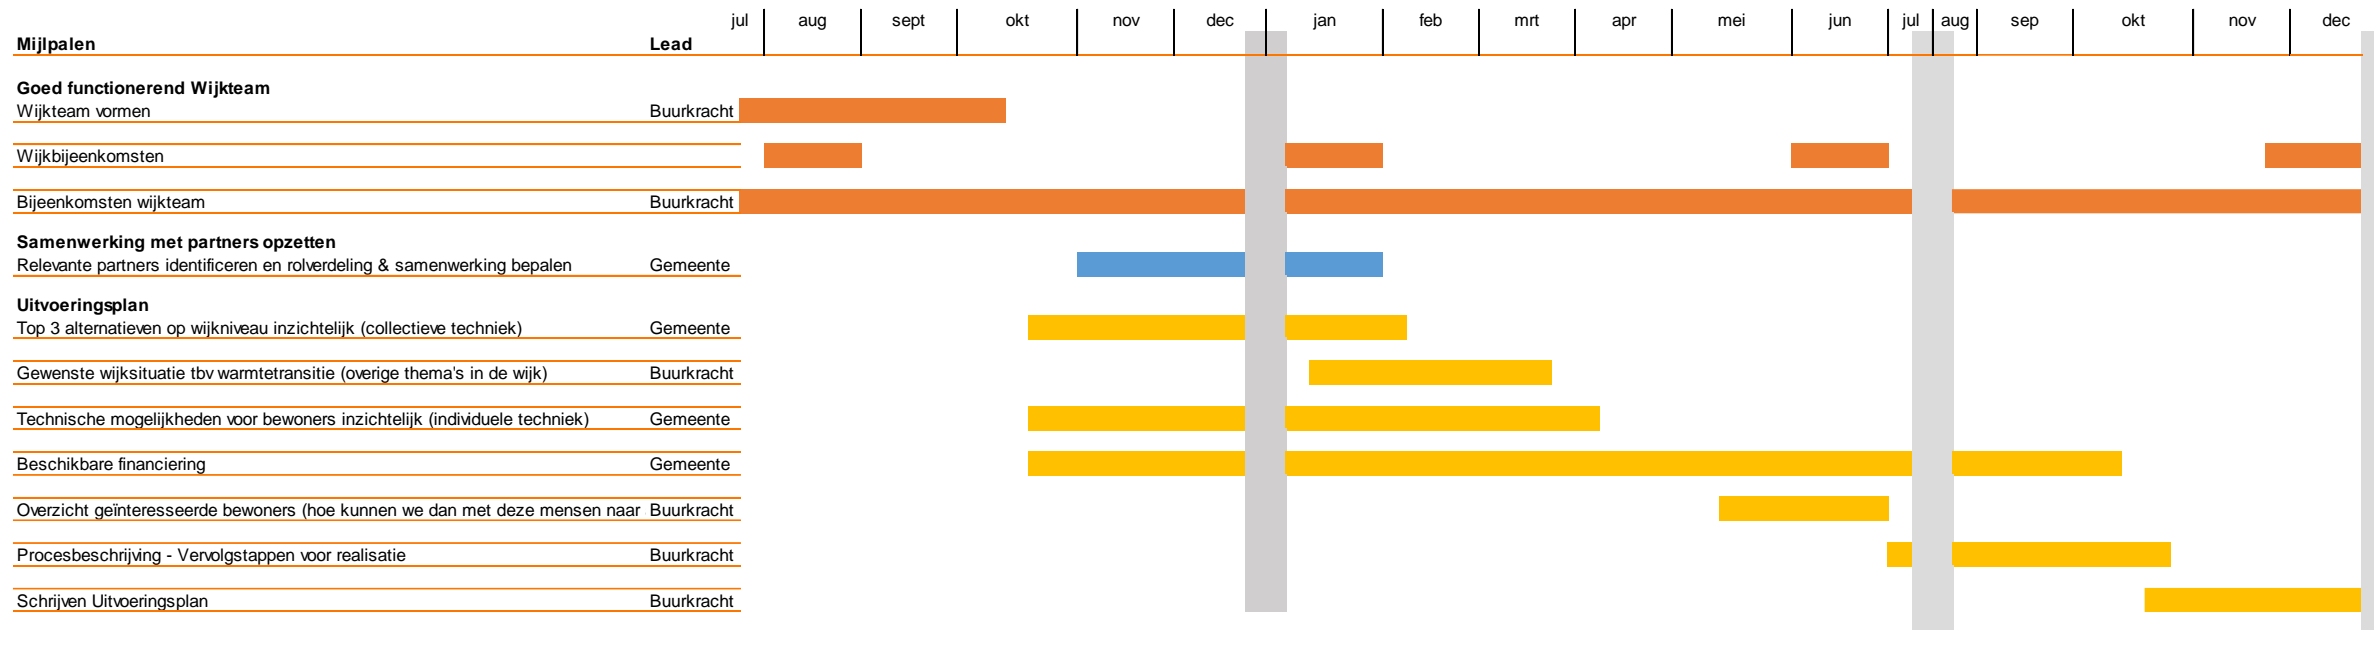 jul aug sept okt nov dec jan feb mrt apr mei jun jul aug sep okt nov dec
Mijlpalen Lead
Goed functionerend Wijkteam
Wijkteam vormen Buurkracht
Wijkbijeenkomsten
Bijeenkomsten wijkteam Buurkracht
Samenwerking met partners opzetten
Relevante partners identificeren en rolverdeling & samenwerking bepalen Gemeente
Uitvoeringsplan
Top 3 alternatieven op wijkniveau inzichtelijk (collectieve techniek) Gemeente
Gewenste wijksituatie tbv warmtetransitie (overige thema's in de wijk) Buurkracht
Technische mogelijkheden voor bewoners inzichtelijk (individuele techniek) Gemeente
Beschikbare financiering Gemeente
Overzicht geïnteresseerde bewoners (hoe kunnen we dan met deze mensen naar Buurkracht
Procesbeschrijving - Vervolgstappen voor realisatie Buurkracht
Schrijven Uitvoeringsplan Buurkracht